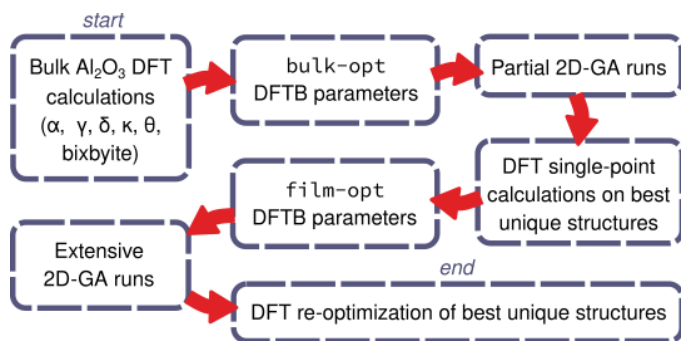 start
Bulk Al₂O₃ DFT
calculations
(α, γ, δ, κ, θ,
bixbyite)
bulk-opt
DFTB parameters
Partial 2D-GA runs
DFT single-point
calculations on best
unique structures
film-opt
DFTB parameters
Extensive
2D-GA runs
end
DFT re-optimization of best unique structures